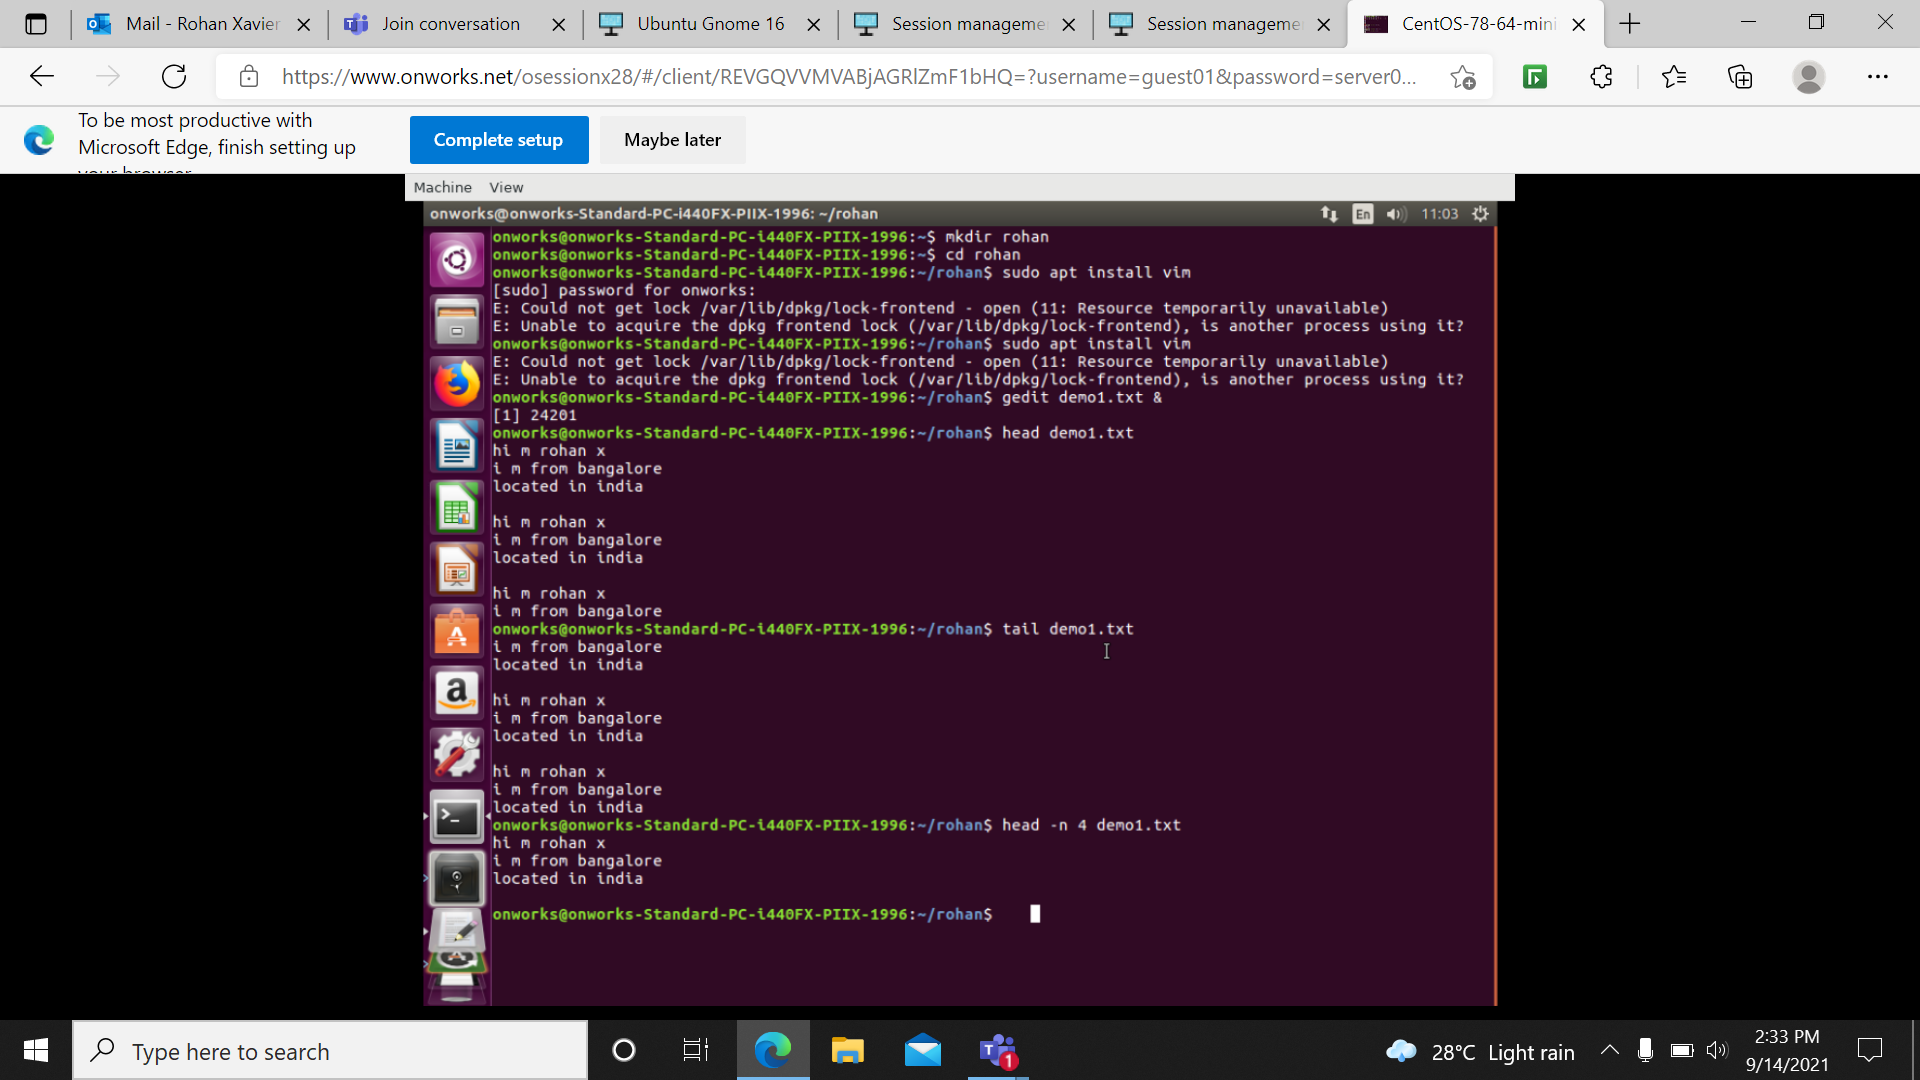 Mail - Rohan Xavier
Join conversation
Ubuntu Gnome 16
Session manageme
Session manageme
CentOS-78-64-mini
https://www.onworks.net/osessionx28/#/client/REVGQVVMVABjAGRlZmF1bHQ=?username=guest01&password=server0...
To be most productive with
Microsoft Edge, finish setting up
your browser
Complete setup
Maybe later
Machine View
onworks@onworks-Standard-PC-i440FX-PIIX-1996: ~/rohan
En
11:03
onworks@onworks-Standard-PC-i440FX-PIIX-1996:~$ mkdir rohan
onworks@onworks-Standard-PC-i440FX-PIIX-1996:~$ cd rohan
onworks@onworks-Standard-PC-i440FX-PIIX-1996:~/rohan$ sudo apt install vim
[sudo] password for onworks:
E: Could not get lock /var/lib/dpkg/lock-frontend - open (11: Resource temporarily unavailable)
E: Unable to acquire the dpkg frontend lock (/var/lib/dpkg/lock-frontend), is another process using it?
onworks@onworks-Standard-PC-i440FX-PIIX-1996:~/rohan$ sudo apt install vim
E: Could not get lock /var/lib/dpkg/lock-frontend - open (11: Resource temporarily unavailable)
E: Unable to acquire the dpkg frontend lock (/var/lib/dpkg/lock-frontend), is another process using it?
onworks@onworks-Standard-PC-i440FX-PIIX-1996:~/rohan$ gedit demo1.txt &
[1] 24201
onworks@onworks-Standard-PC-i440FX-PIIX-1996:~/rohan$ head demo1.txt
hi m rohan x
i m from bangalore
located in india
hi m rohan x
i m from bangalore
located in india
hi m rohan x
i m from bangalore
onworks@onworks-Standard-PC-i440FX-PIIX-1996:~/rohan$ tail demo1.txt
i m from bangalore
located in india
hi m rohan x
i m from bangalore
located in india
hi m rohan x
i m from bangalore
located in india
onworks@onworks-Standard-PC-i440FX-PIIX-1996:~/rohan$ head -n 4 demo1.txt
hi m rohan x
i m from bangalore
located in india
onworks@onworks-Standard-PC-i440FX-PIIX-1996:~/rohan$
Type here to search
1
28°C Light rain
2:33 PM
9/14/2021